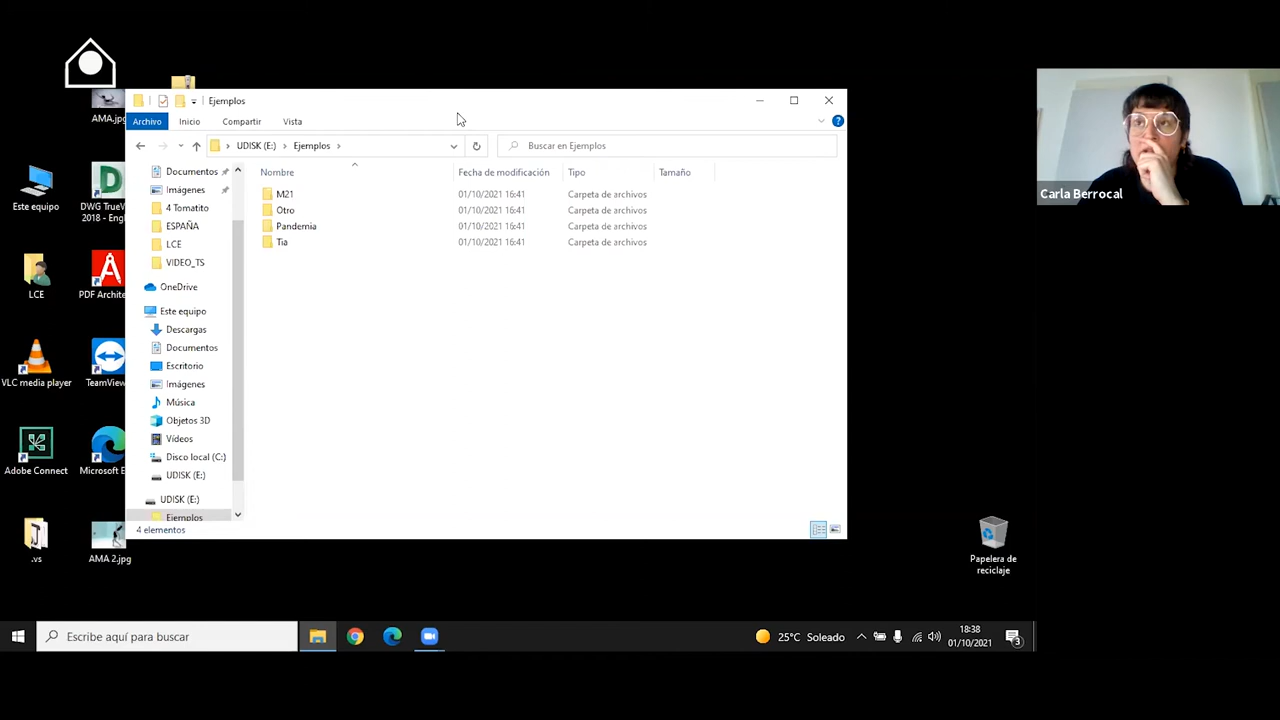 AMA.jpg
Ejemplos
Archivo
Inicio
Compartir
Vista
UDISK (E:)
Ejemplos
Buscar en Ejemplos
Nombre
Fecha de modificación
Tipo
Tamaño
M21
01/10/2021 16:41
Carpeta de archivos
Otro
01/10/2021 16:41
Carpeta de archivos
Pandemia
01/10/2021 16:41
Carpeta de archivos
Tia
01/10/2021 16:41
Carpeta de archivos
Documentos
Imágenes
4 Tomatito
ESPAÑA
LCE
VIDEO_TS
OneDrive
Este equipo
Descargas
Documentos
Escritorio
Imágenes
Música
Objetos 3D
Vídeos
Disco local (C:)
UDISK (E:)
UDISK (E:)
Ejemplos
4 elementos
Este equipo
DWG TrueV
2018 - Engl
LCE
PDF Archite
VLC media player
TeamView
Adobe Connect
Microsoft E
.vs
AMA 2.jpg
Papelera de
reciclaje
Carla Berrocal
Escribe aquí para buscar
25°C Soleado
18:38
01/10/2021
3